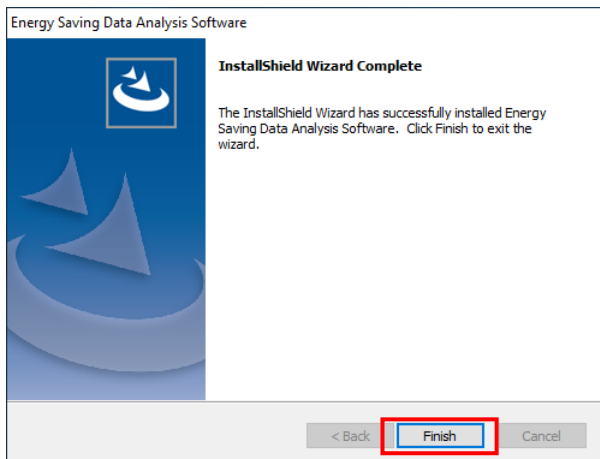 Energy Saving Data Analysis Software
InstallShield Wizard Complete
The InstallShield Wizard has successfully installed Energy
Saving Data Analysis Software. Click Finish to exit the
wizard.
< Back Finish Cancel